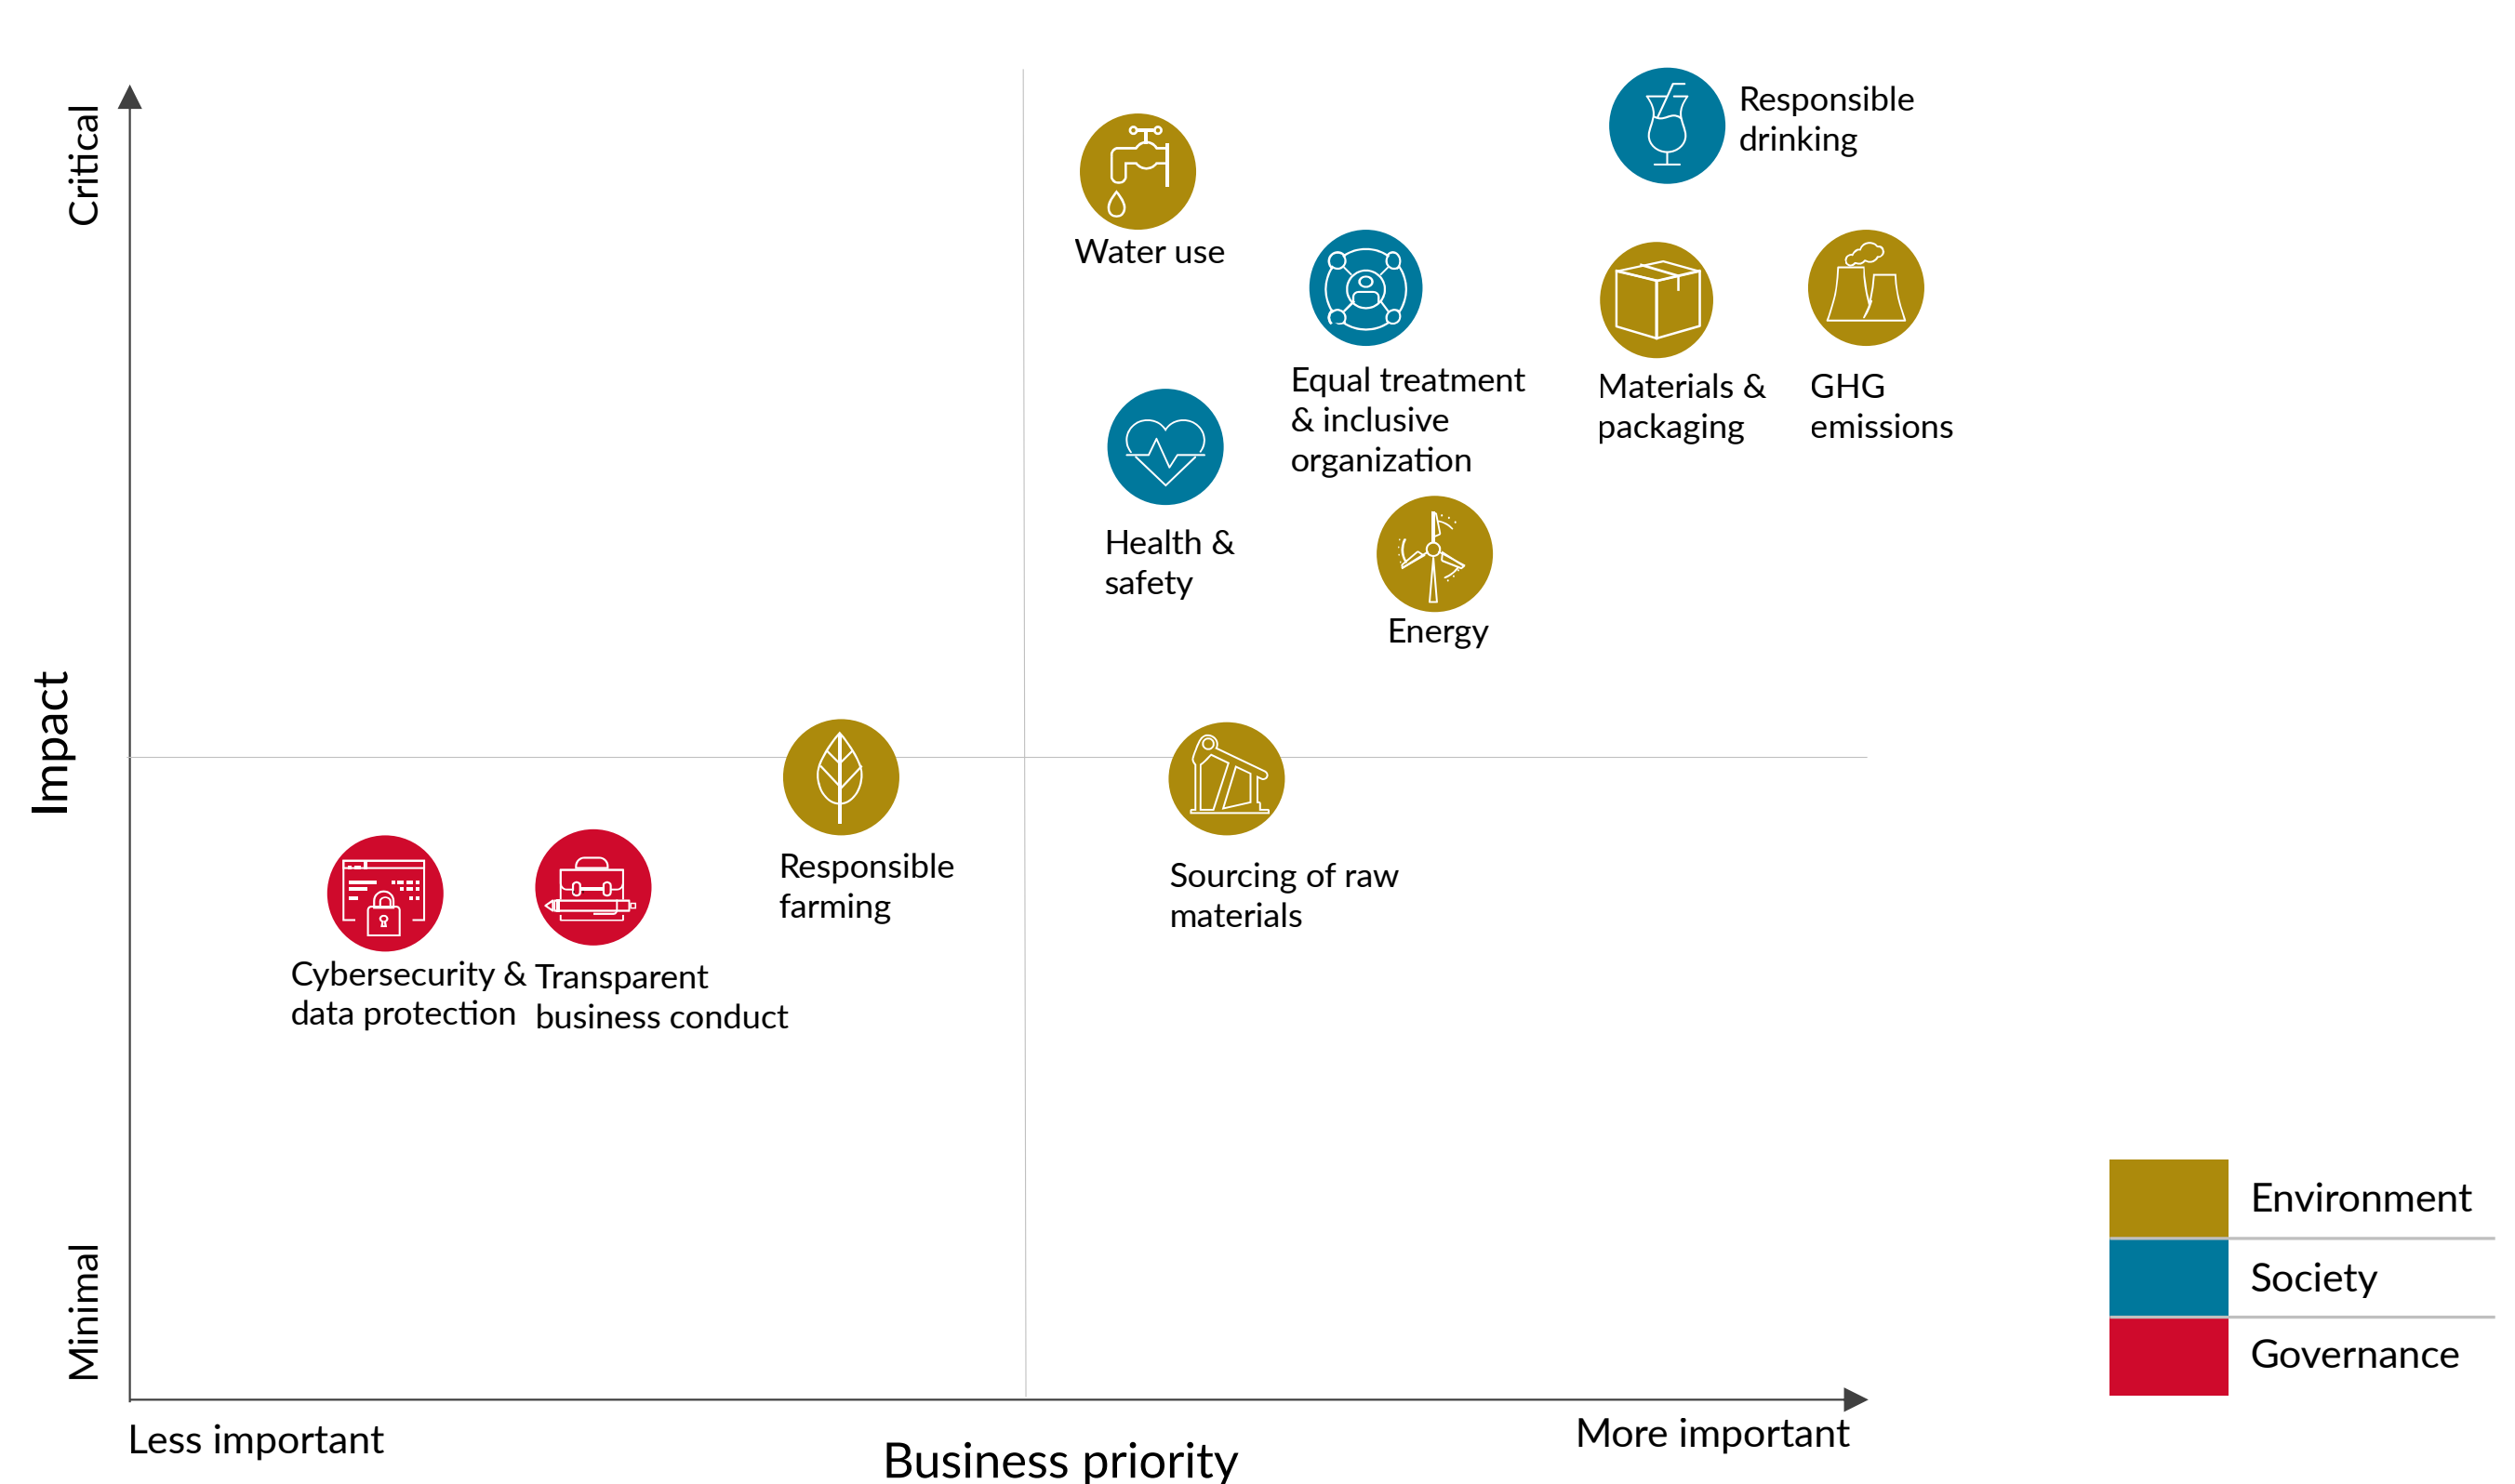 Critical
Impact
Minimal
Responsible
drinking
Water use
Equal treatment
& inclusive
organization
Materials &
packaging
GHG
emissions
Health &
safety
Energy
Responsible
farming
Sourcing of raw
materials
Cybersecurity &
data protection
Transparent
business conduct
Less important
Business priority
More important
Environment
Society
Governance